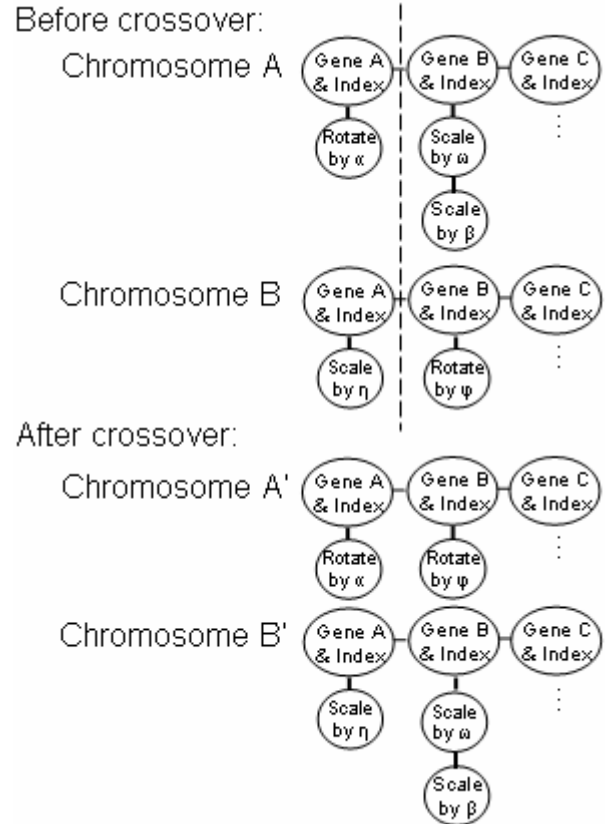 Before crossover:
Chromosome A
Gene A
& Index
Gene B
& Index
Gene C
& Index
Rotate
by α
Scale
by ω
⋮
Scale
by β
Chromosome B
Gene A
& Index
Gene B
& Index
Gene C
& Index
Scale
by η
Rotate
by φ
⋮
After crossover:
Chromosome A'
Gene A
& Index
Gene B
& Index
Gene C
& Index
Rotate
by α
Rotate
by φ
⋮
Chromosome B'
Gene A
& Index
Gene B
& Index
Gene C
& Index
Scale
by η
Scale
by ω
⋮
Scale
by β